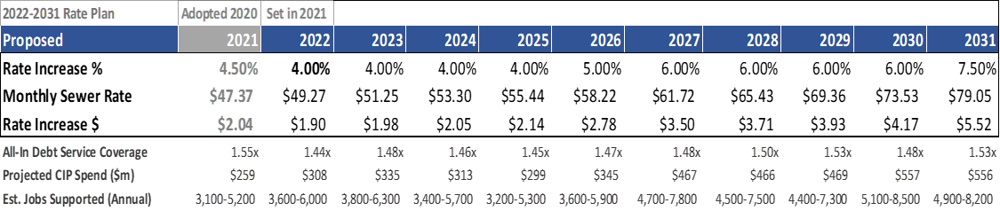 2022-2031 Rate Plan Adopted 2020 Set in 2021
Proposed 2021 2022 2023 2024 2025 2026 2027 2028 2029 2030 2031
Rate Increase % 4.50% 4.00% 4.00% 4.00% 4.00% 5.00% 6.00% 6.00% 6.00% 6.00% 7.50%
Monthly Sewer Rate $47.37 $49.27 $51.25 $53.30 $55.44 $58.22 $61.72 $65.43 $69.36 $73.53 $79.05
Rate Increase $ $2.04 $1.90 $1.98 $2.05 $2.14 $2.78 $3.50 $3.71 $3.93 $4.17 $5.52
All-In Debt Service Coverage 1.55x 1.44x 1.48x 1.46x 1.45x 1.47x 1.48x 1.50x 1.53x 1.48x 1.53x
Projected CIP Spend ($m) $259 $308 $335 $313 $299 $345 $467 $466 $469 $557 $556
Est. Jobs Supported (Annual) 3,100-5,200 3,600-6,000 3,800-6,300 3,400-5,700 3,200-5,300 3,600-5,900 4,700-7,800 4,500-7,500 4,400-7,300 5,100-8,500 4,900-8,200